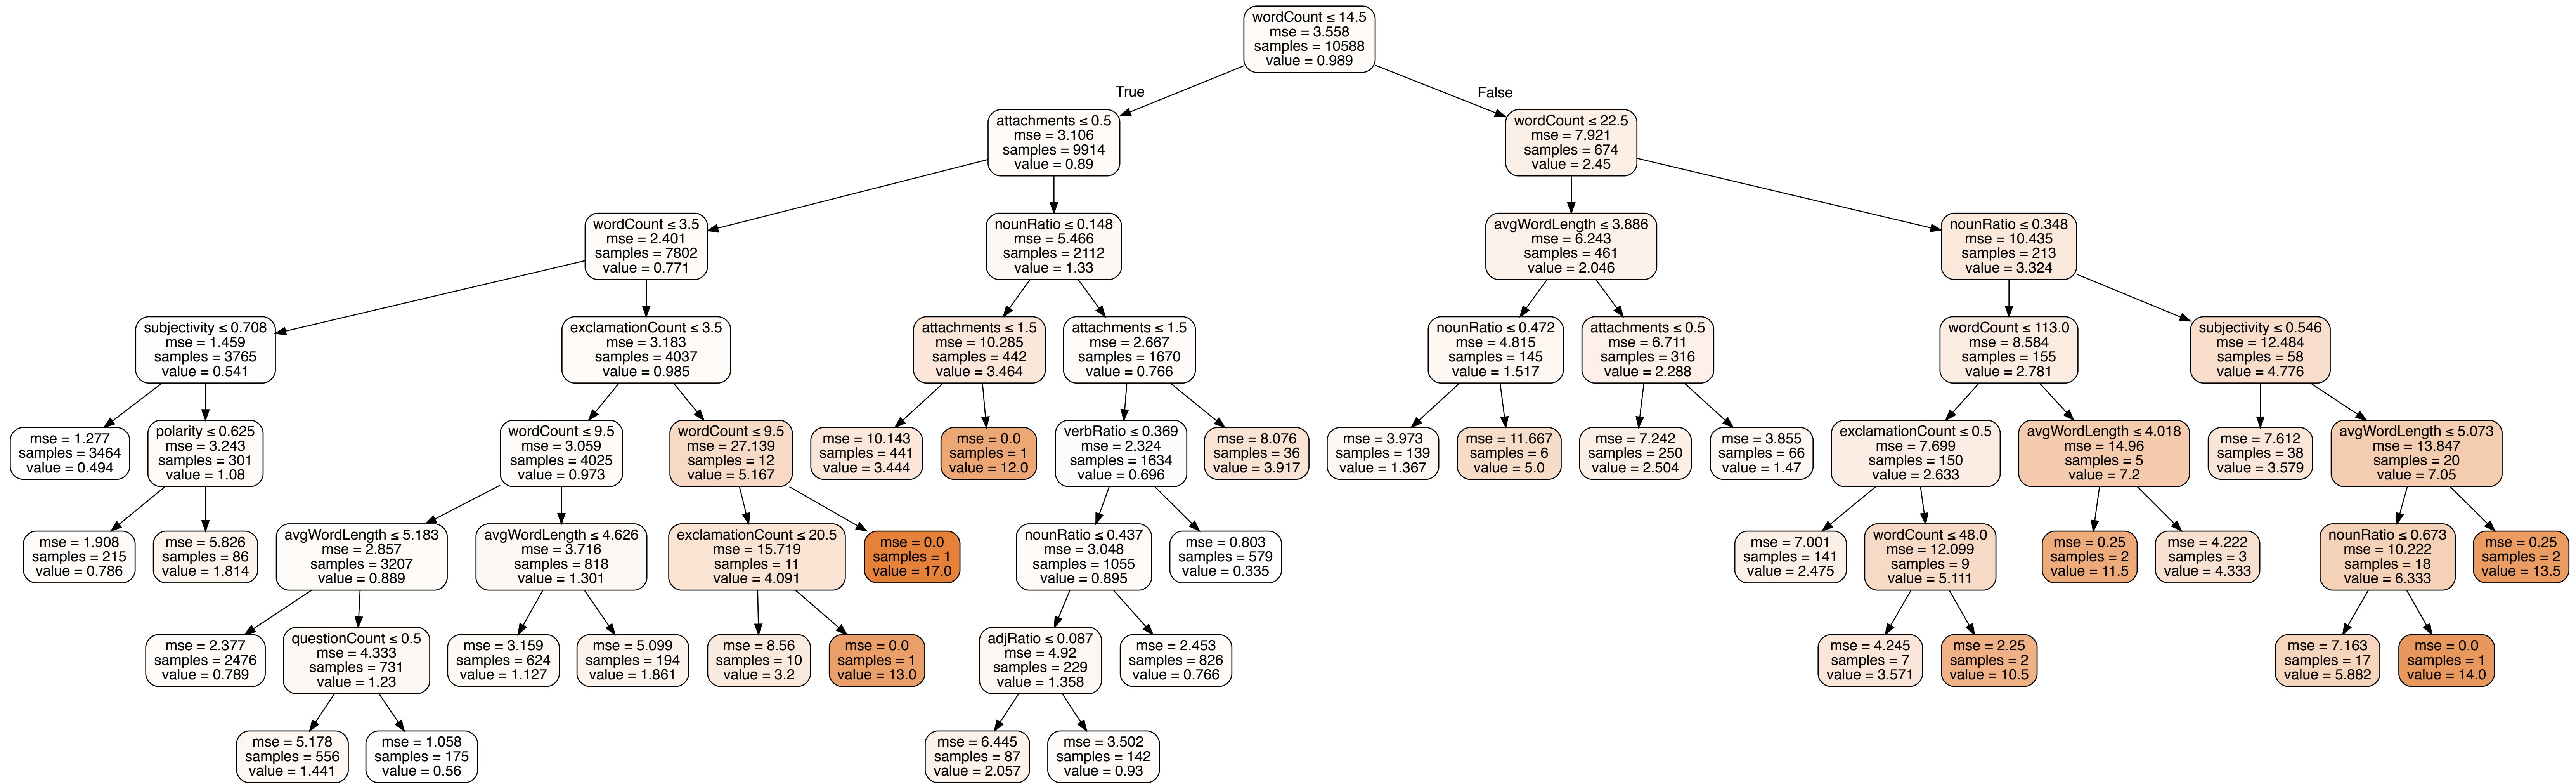 wordCount ≤ 14.5
mse = 3.558
samples = 10588
value = 0.989
True
False
attachments ≤ 0.5
mse = 3.106
samples = 9914
value = 0.89
wordCount ≤ 22.5
mse = 7.921
samples = 674
value = 2.45
wordCount ≤ 3.5
mse = 2.401
samples = 7802
value = 0.771
nounRatio ≤ 0.148
mse = 5.466
samples = 2112
value = 1.33
avgWordLength ≤ 3.886
mse = 6.243
samples = 461
value = 2.046
nounRatio ≤ 0.348
mse = 10.435
samples = 213
value = 3.324
subjectivity ≤ 0.708
mse = 1.459
samples = 3765
value = 0.541
exclamationCount ≤ 3.5
mse = 3.183
samples = 4037
value = 0.985
attachments ≤ 1.5
mse = 10.285
samples = 442
value = 3.464
attachments ≤ 1.5
mse = 2.667
samples = 1670
value = 0.766
nounRatio ≤ 0.472
mse = 4.815
samples = 145
value = 1.517
attachments ≤ 0.5
mse = 6.711
samples = 316
value = 2.288
wordCount ≤ 113.0
mse = 8.584
samples = 155
value = 2.781
subjectivity ≤ 0.546
mse = 12.484
samples = 58
value = 4.776
mse = 1.277
samples = 3464
value = 0.494
polarity ≤ 0.625
mse = 3.243
samples = 301
value = 1.08
wordCount ≤ 9.5
mse = 3.059
samples = 4025
value = 0.973
wordCount ≤ 9.5
mse = 27.139
samples = 12
value = 5.167
mse = 10.143
samples = 441
value = 3.444
mse = 0.0
samples = 1
value = 12.0
verbRatio ≤ 0.369
mse = 2.324
samples = 1634
value = 0.696
mse = 8.076
samples = 36
value = 3.917
mse = 3.973
samples = 139
value = 1.367
mse = 11.667
samples = 6
value = 5.0
mse = 7.242
samples = 250
value = 2.504
mse = 3.855
samples = 66
value = 1.47
exclamationCount ≤ 0.5
mse = 7.699
samples = 150
value = 2.633
avgWordLength ≤ 4.018
mse = 14.96
samples = 5
value = 7.2
mse = 7.612
samples = 38
value = 3.579
avgWordLength ≤ 5.073
mse = 13.847
samples = 20
value = 7.05
mse = 1.908
samples = 215
value = 0.786
mse = 5.826
samples = 86
value = 1.814
avgWordLength ≤ 5.183
mse = 2.857
samples = 3207
value = 0.889
avgWordLength ≤ 4.626
mse = 3.716
samples = 818
value = 1.301
exclamationCount ≤ 20.5
mse = 15.719
samples = 11
value = 4.091
mse = 0.0
samples = 1
value = 17.0
nounRatio ≤ 0.437
mse = 3.048
samples = 1055
value = 0.895
mse = 0.803
samples = 579
value = 0.335
mse = 7.001
samples = 141
value = 2.475
wordCount ≤ 48.0
mse = 12.099
samples = 9
value = 5.111
mse = 0.25
samples = 2
value = 11.5
mse = 4.222
samples = 3
value = 4.333
nounRatio ≤ 0.673
mse = 10.222
samples = 18
value = 6.333
mse = 0.25
samples = 2
value = 13.5
mse = 2.377
samples = 2476
value = 0.789
questionCount ≤ 0.5
mse = 4.333
samples = 731
value = 1.23
mse = 3.159
samples = 624
value = 1.127
mse = 5.099
samples = 194
value = 1.861
mse = 8.56
samples = 10
value = 3.2
mse = 0.0
samples = 1
value = 13.0
adjRatio ≤ 0.087
mse = 4.92
samples = 229
value = 1.358
mse = 2.453
samples = 826
value = 0.766
mse = 4.245
samples = 7
value = 3.571
mse = 2.25
samples = 2
value = 10.5
mse = 7.163
samples = 17
value = 5.882
mse = 0.0
samples = 1
value = 14.0
mse = 5.178
samples = 556
value = 1.441
mse = 1.058
samples = 175
value = 0.56
mse = 6.445
samples = 87
value = 2.057
mse = 3.502
samples = 142
value = 0.93